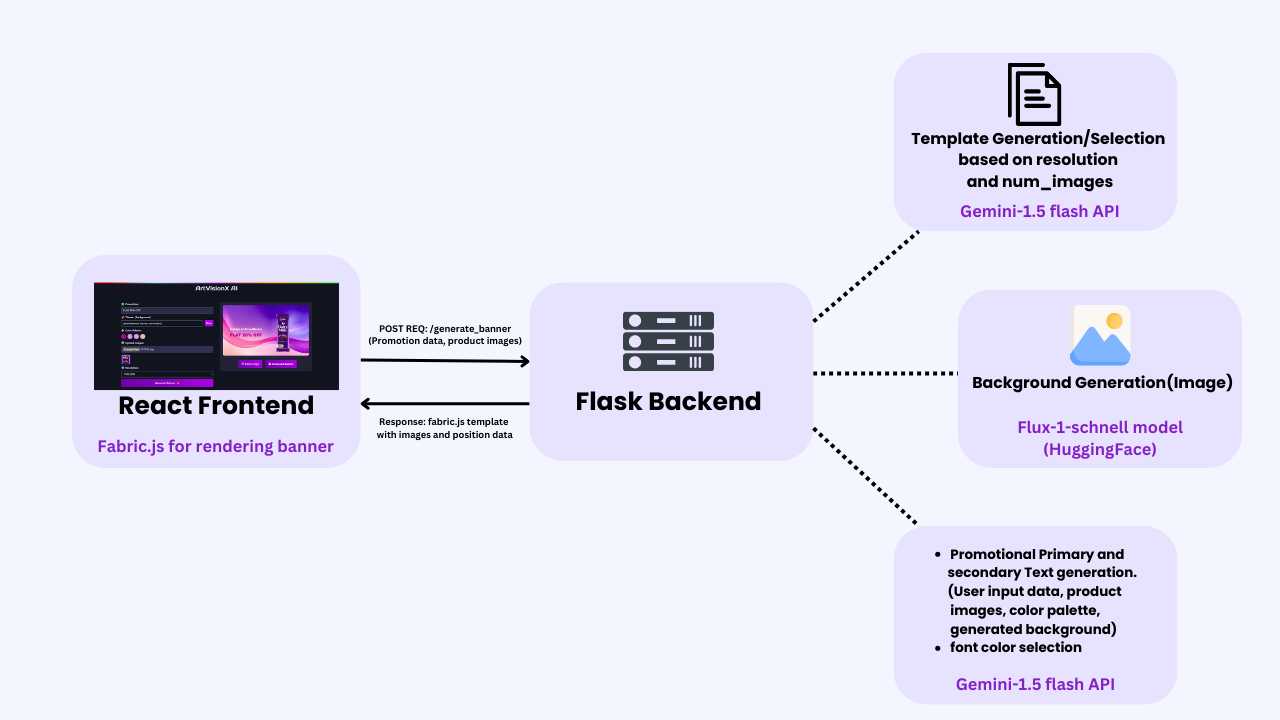 Template Generation/Selection
based on resolution
and num_images
Gemini-1.5 flash API
ArtVisionX AI
FLAT 20% OFF
React Frontend
Fabric.js for rendering banner
POST REQ: /generate_banner
(Promotion data, product images)
Response: fabric.js template
with images and position data
Flask Backend
Background Generation(Image)
Flux-1-schnell model
(HuggingFace)
• Promotional Primary and
secondary Text generation.
(User input data, product
images, color palette,
generated background)
• font color selection
Gemini-1.5 flash API